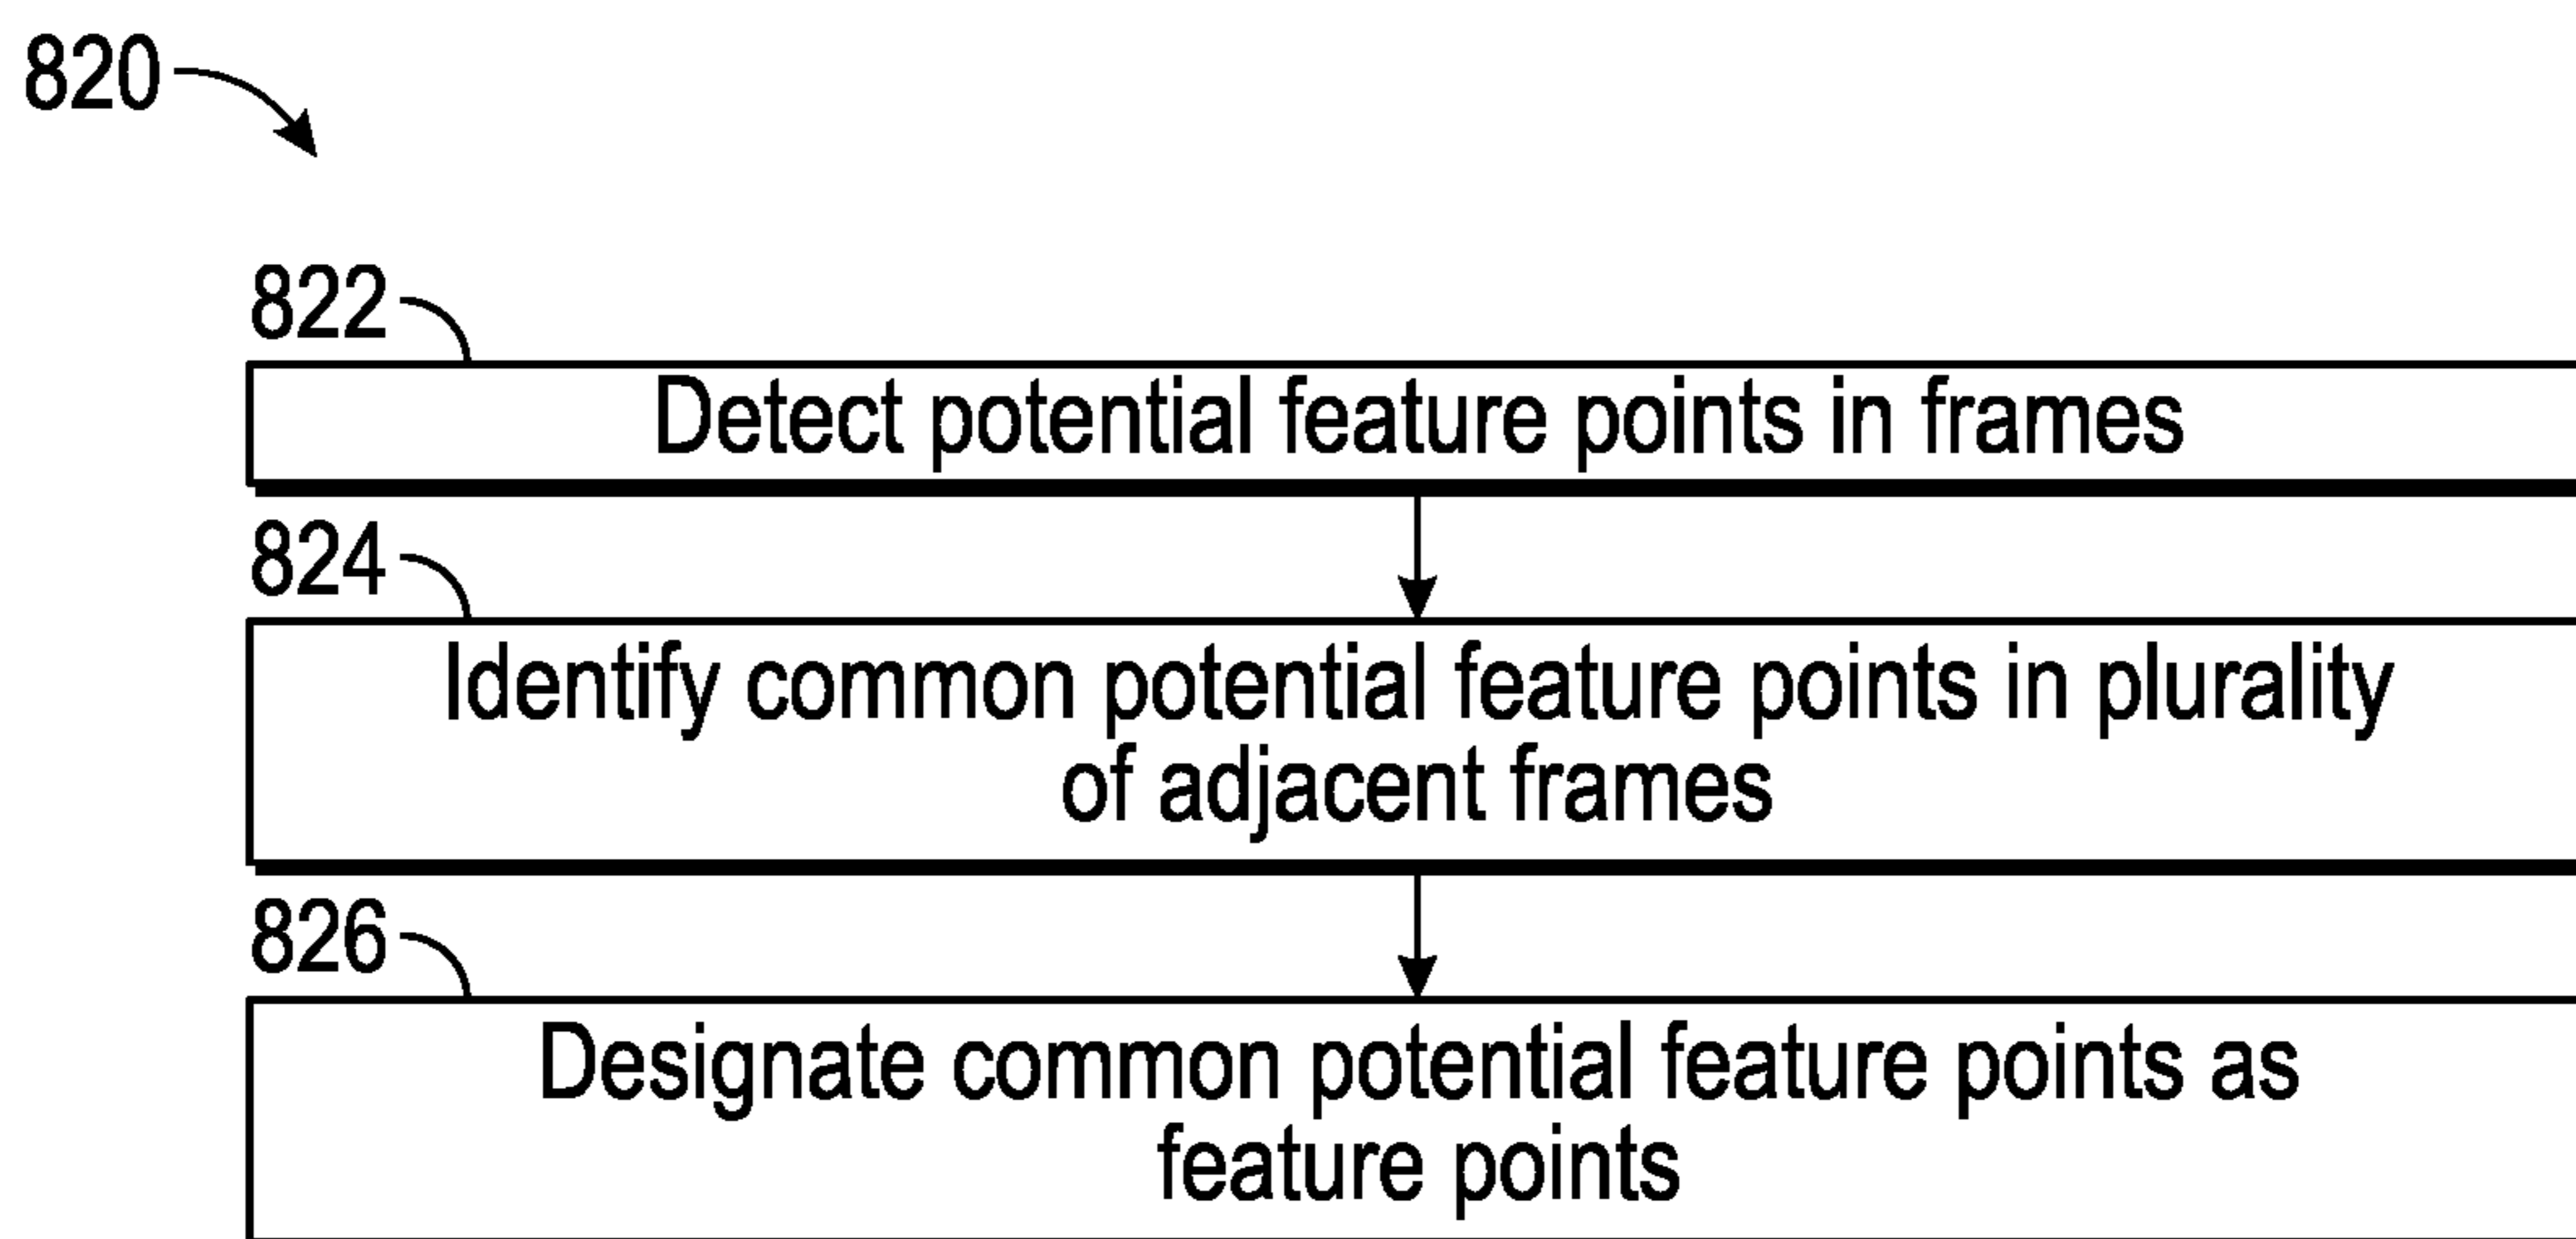 820
822
Detect potential feature points in frames
824
Identify common potential feature points in plurality
of adjacent frames
826
Designate common potential feature points as
feature points